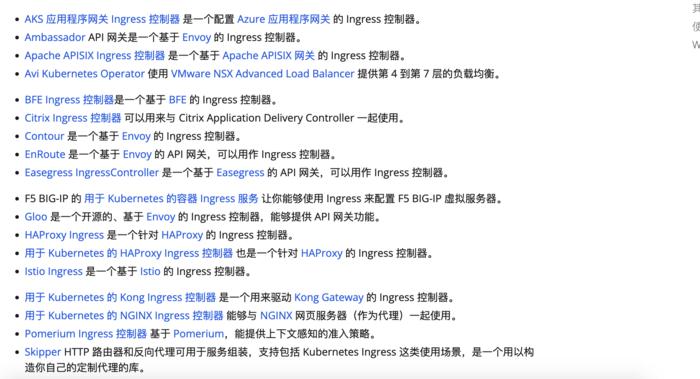 AKS 应用程序网关 Ingress 控制器 是一个配置 Azure 应用程序网关 的 Ingress 控制器。
Ambassador API 网关是一个基于 Envoy 的 Ingress 控制器。
Apache APISIX Ingress 控制器 是一个基于 Apache APISIX 网关 的 Ingress 控制器。
Avi Kubernetes Operator 使用 VMware NSX Advanced Load Balancer 提供第 4 到第 7 层的负载均衡。
BFE Ingress 控制器是一个基于 BFE 的 Ingress 控制器。
Citrix Ingress 控制器 可以用来与 Citrix Application Delivery Controller 一起使用。
Contour 是一个基于 Envoy 的 Ingress 控制器。
EnRoute 是一个基于 Envoy 的 API 网关，可以用作 Ingress 控制器。
Easegress IngressController 是一个基于 Easegress 的 API 网关，可以用作 Ingress 控制器。
F5 BIG-IP 的 用于 Kubernetes 的容器 Ingress 服务 让你能够使用 Ingress 来配置 F5 BIG-IP 虚拟服务器。
Gloo 是一个开源的、基于 Envoy 的 Ingress 控制器，能够提供 API 网关功能。
HAProxy Ingress 是一个针对 HAProxy 的 Ingress 控制器。
用于 Kubernetes 的 HAProxy Ingress 控制器 也是一个针对 HAProxy 的 Ingress 控制器。
Istio Ingress 是一个基于 Istio 的 Ingress 控制器。
用于 Kubernetes 的 Kong Ingress 控制器 是一个用来驱动 Kong Gateway 的 Ingress 控制器。
用于 Kubernetes 的 NGINX Ingress 控制器 能够与 NGINX 网页服务器（作为代理）一起使用。
Pomerium Ingress 控制器 基于 Pomerium，能提供上下文感知的准入策略。
Skipper HTTP 路由器和反向代理可用于服务组装，支持包括 Kubernetes Ingress 这类使用场景，是一个用以构
造你自己的定制代理的库。